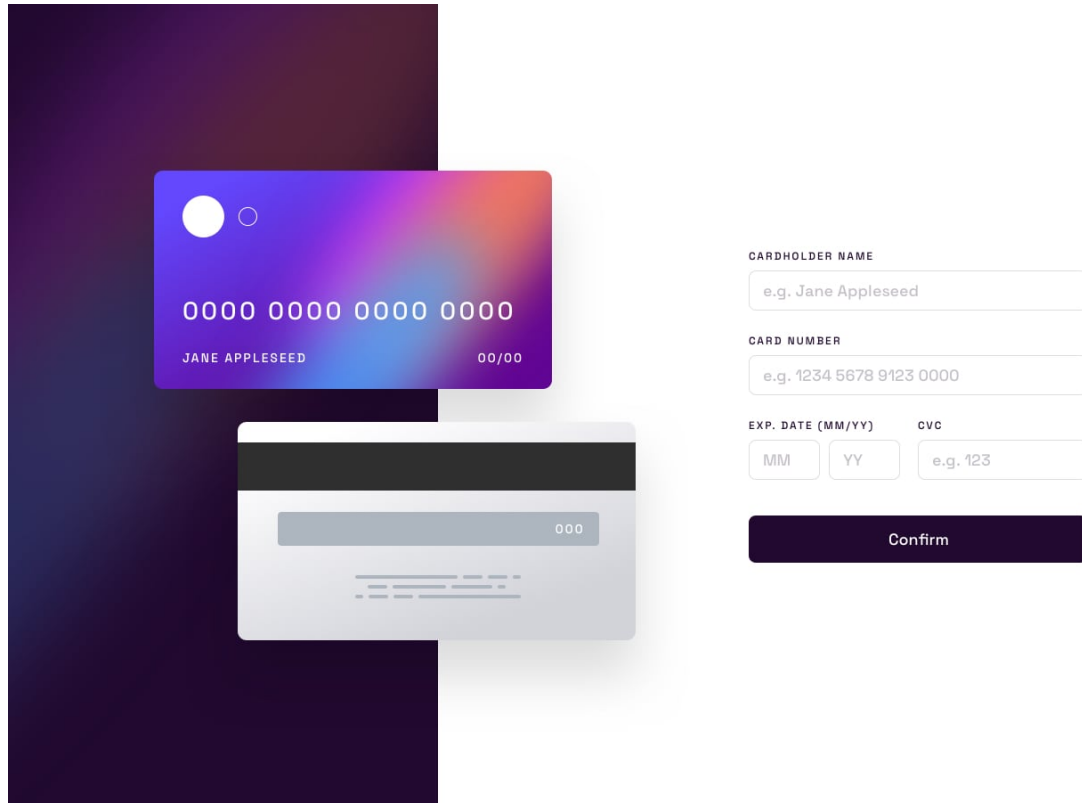 0000 0000 0000 0000
JANE APPLESEED 00/00
000
CARDHOLDER NAME
e.g. Jane Appleseed
CARD NUMBER
e.g. 1234 5678 9123 0000
EXP. DATE (MM/YY) CVC
MM YY e.g. 123
Confirm